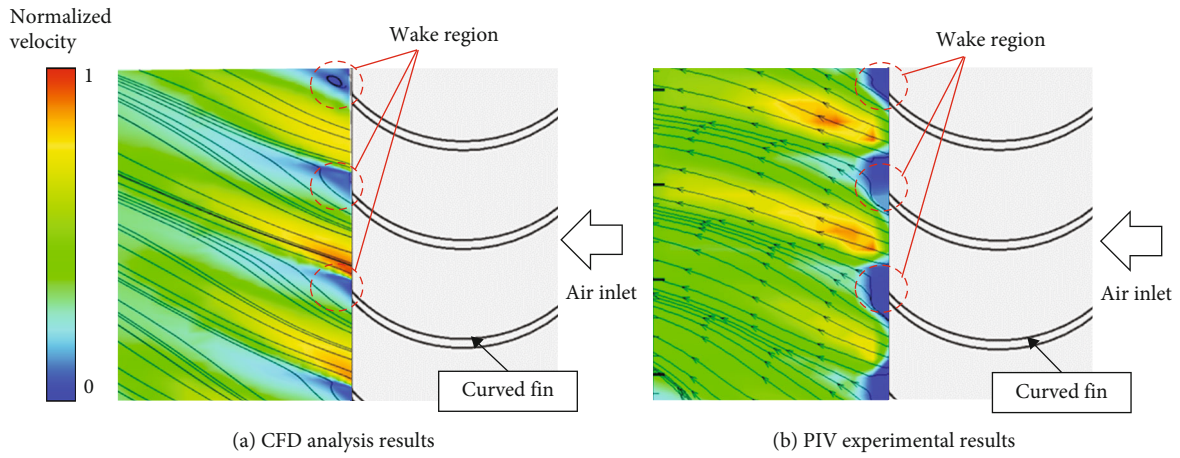 Normalized
velocity
1
0
Wake region
Air inlet
Curved fin
(a) CFD analysis results
Wake region
Air inlet
Curved fin
(b) PIV experimental results